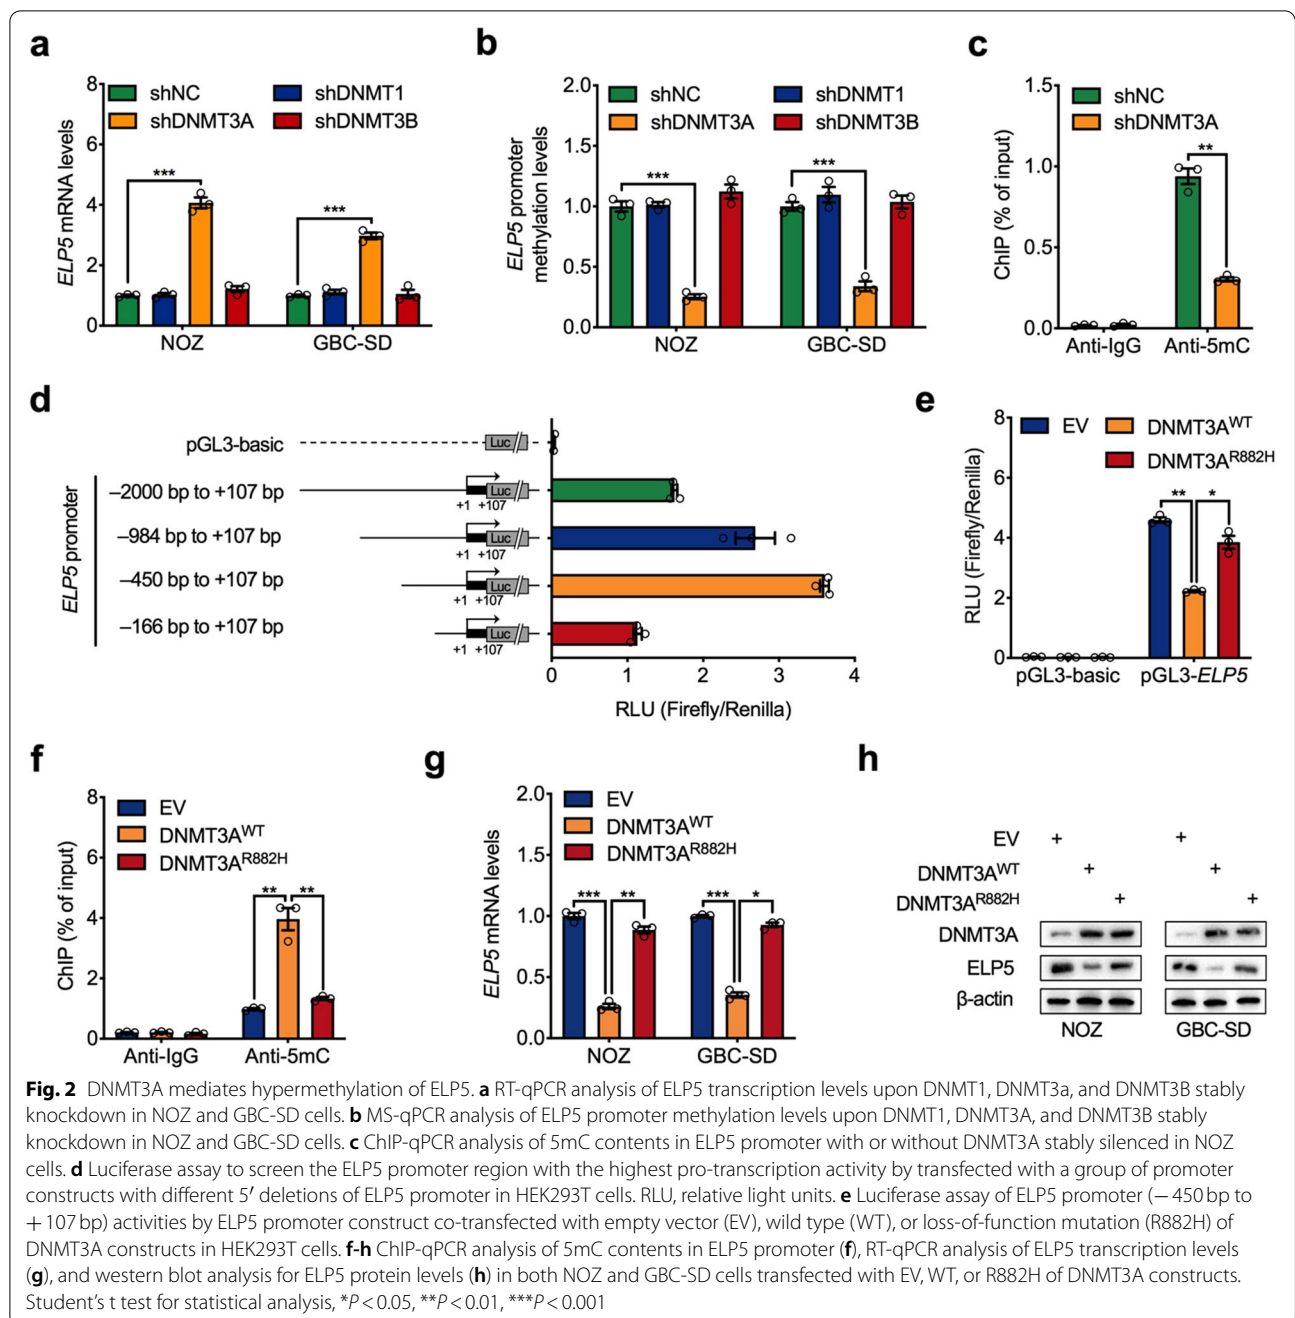 a
8
6
4
2
0
ELP5 mRNA levels
shNC
shDNMT1
shDNMT3A
shDNMT3B
***
***
NOZ
GBC-SD
b
2.0
1.5
1.0
0.5
0.0
ELP5 promoter
methylation levels
shNC
shDNMT1
shDNMT3A
shDNMT3B
***
***
NOZ
GBC-SD
c
1.5
1.0
0.5
0.0
ChIP (% of input)
shNC
shDNMT3A
**
Anti-IgG
Anti-5mC
d
ELP5 promoter
pGL3-basic
Luc
–2000 bp to +107 bp
Luc
+1 +107
–984 bp to +107 bp
Luc
+1 +107
–450 bp to +107 bp
Luc
+1 +107
–166 bp to +107 bp
Luc
+1 +107
0 1 2 3 4
RLU (Firefly/Renilla)
e
8
6
4
2
0
RLU (Firefly/Renilla)
EV
DNMT3A^WT
DNMT3A^R882H
** *
pGL3-basic
pGL3-ELP5
f
8
6
4
2
0
ChIP (% of input)
EV
DNMT3A^WT
DNMT3A^R882H
** **
Anti-IgG
Anti-5mC
g
2.0
1.5
1.0
0.5
0.0
ELP5 mRNA levels
EV
DNMT3A^WT
DNMT3A^R882H
*** **
*** *
NOZ
GBC-SD
h
EV + +
DNMT3A^WT + +
DNMT3A^R882H + +
DNMT3A
ELP5
β-actin
NOZ
GBC-SD
Fig. 2 DNMT3A mediates hypermethylation of ELP5. a RT-qPCR analysis of ELP5 transcription levels upon DNMT1, DNMT3a, and DNMT3B stably
knockdown in NOZ and GBC-SD cells. b MS-qPCR analysis of ELP5 promoter methylation levels upon DNMT1, DNMT3A, and DNMT3B stably
knockdown in NOZ and GBC-SD cells. c ChIP-qPCR analysis of 5mC contents in ELP5 promoter with or without DNMT3A stably silenced in NOZ
cells. d Luciferase assay to screen the ELP5 promoter region with the highest pro-transcription activity by transfected with a group of promoter
constructs with different 5′ deletions of ELP5 promoter in HEK293T cells. RLU, relative light units. e Luciferase assay of ELP5 promoter (− 450 bp to
+ 107 bp) activities by ELP5 promoter construct co-transfected with empty vector (EV), wild type (WT), or loss-of-function mutation (R882H) of
DNMT3A constructs in HEK293T cells. f-h ChIP-qPCR analysis of 5mC contents in ELP5 promoter (f), RT-qPCR analysis of ELP5 transcription levels
(g), and western blot analysis for ELP5 protein levels (h) in both NOZ and GBC-SD cells transfected with EV, WT, or R882H of DNMT3A constructs.
Student's t test for statistical analysis, *P < 0.05, **P < 0.01, ***P < 0.001